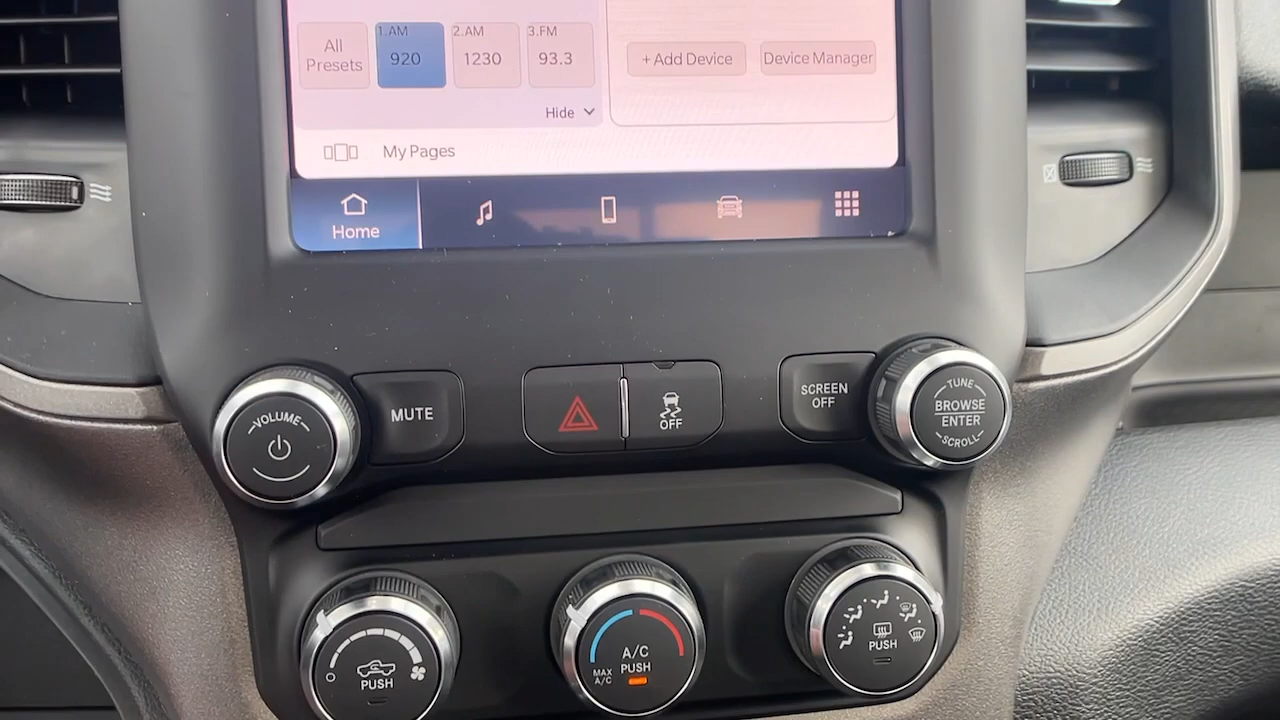 All
Presets
1.AM
920
2.AM
1230
3.FM
93.3
+ Add Device
Device Manager
Hide
My Pages
Home
VOLUME
MUTE
OFF
SCREEN
OFF
TUNE
BROWSE
ENTER
SCROLL
PUSH
A/C
PUSH
MAX
A/C
PUSH